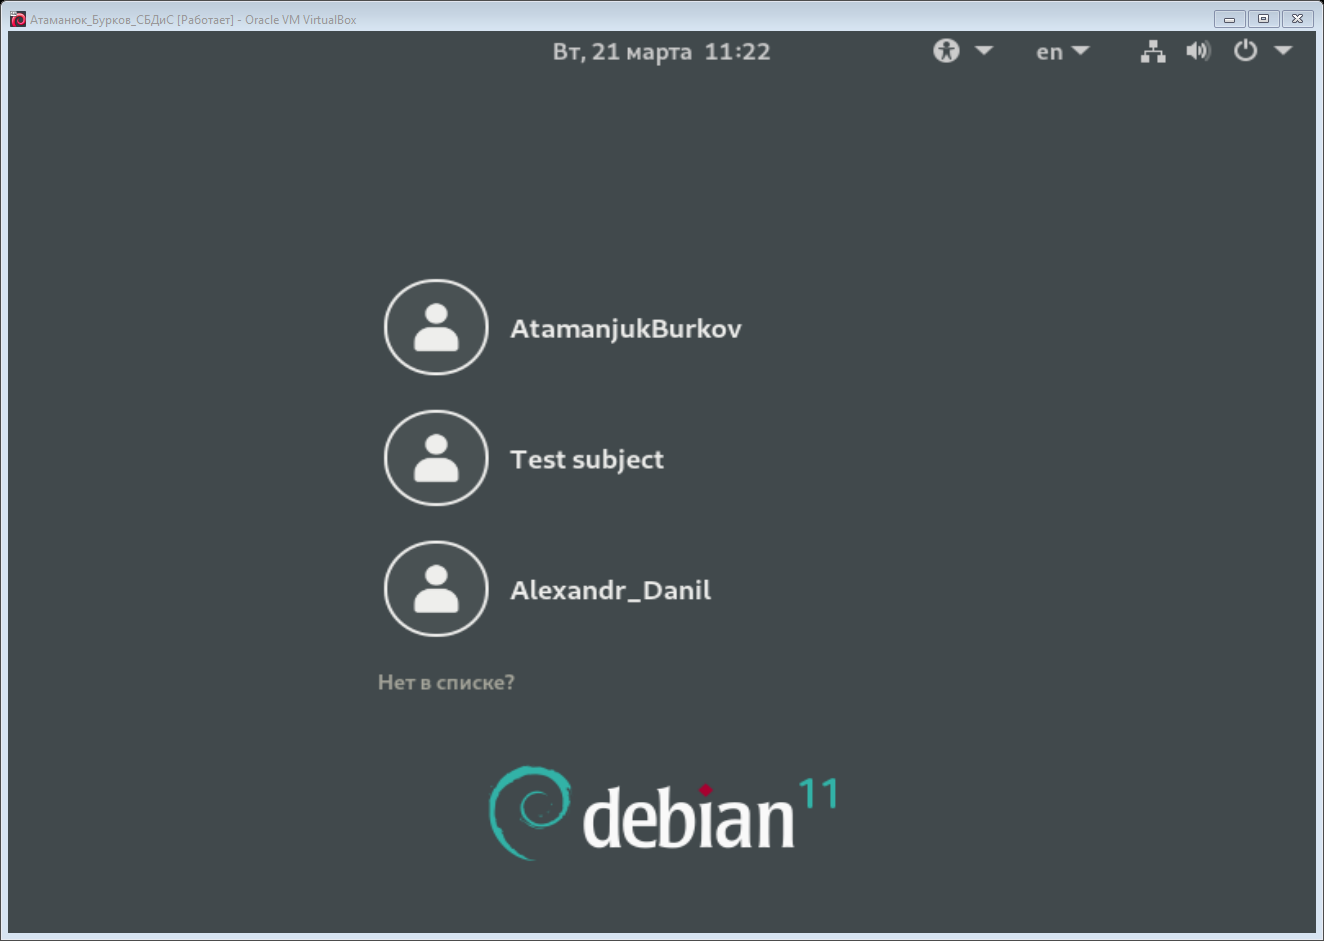 Атаманюк_Бурков_СБДиС [Работает] - Oracle VM VirtualBox
Вт, 21 марта 11:22
en
AtamanjukBurkov
Test subject
Alexandr_Danil
Нет в списке?
debian 11